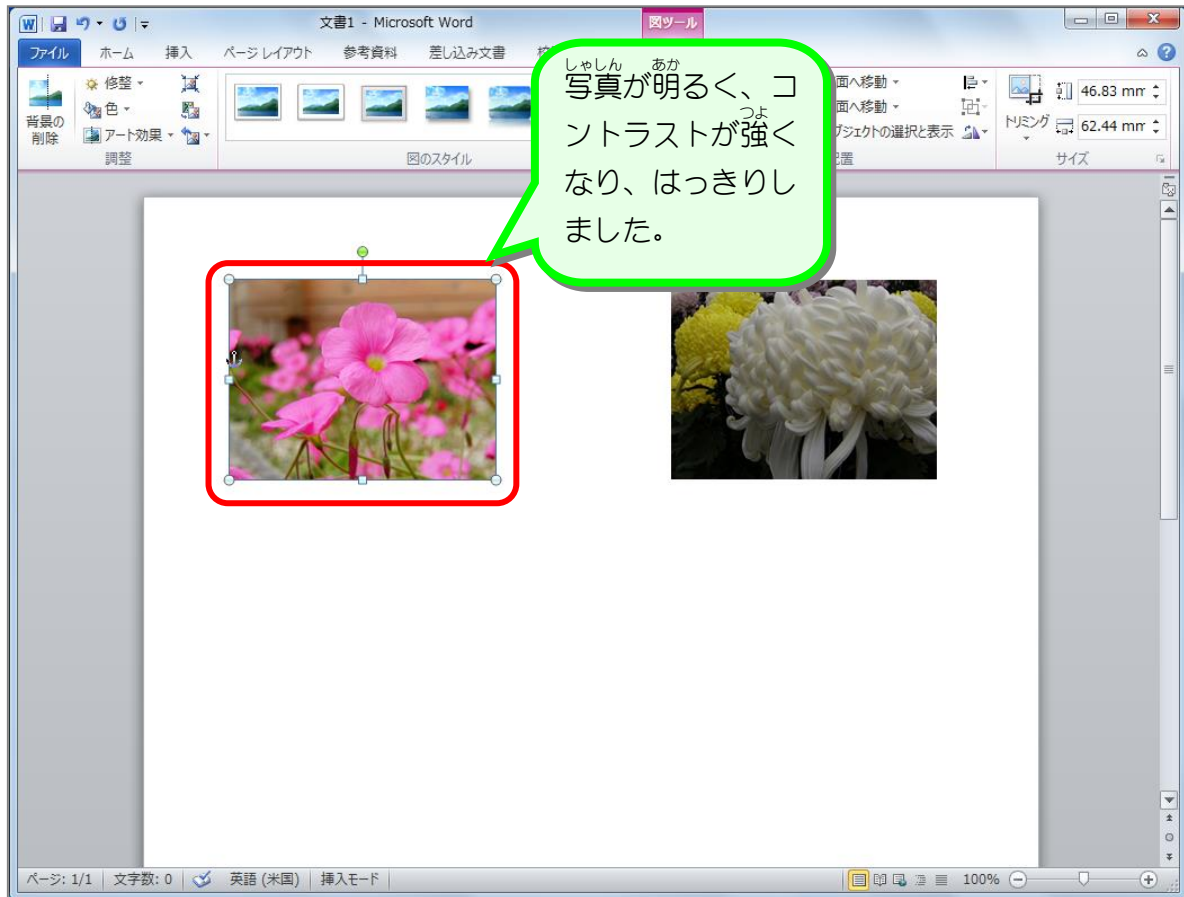 文書1 - Microsoft Word
図ツール
ファイル ホーム 挿入 ページ レイアウト 参考資料 差し込み文書
修整
色
アート効果
背景の
削除
調整
図のスタイル
しゃしん あか
写真が明るく、コ
つよ
ントラストが強く
なり、はっきりし
ました。
面へ移動
面へ移動
ブジェクトの選択と表示
トリミング
46.83 mm
62.44 mm
サイズ
ページ: 1/1 文字数: 0 英語 (米国) 挿入モード 100%